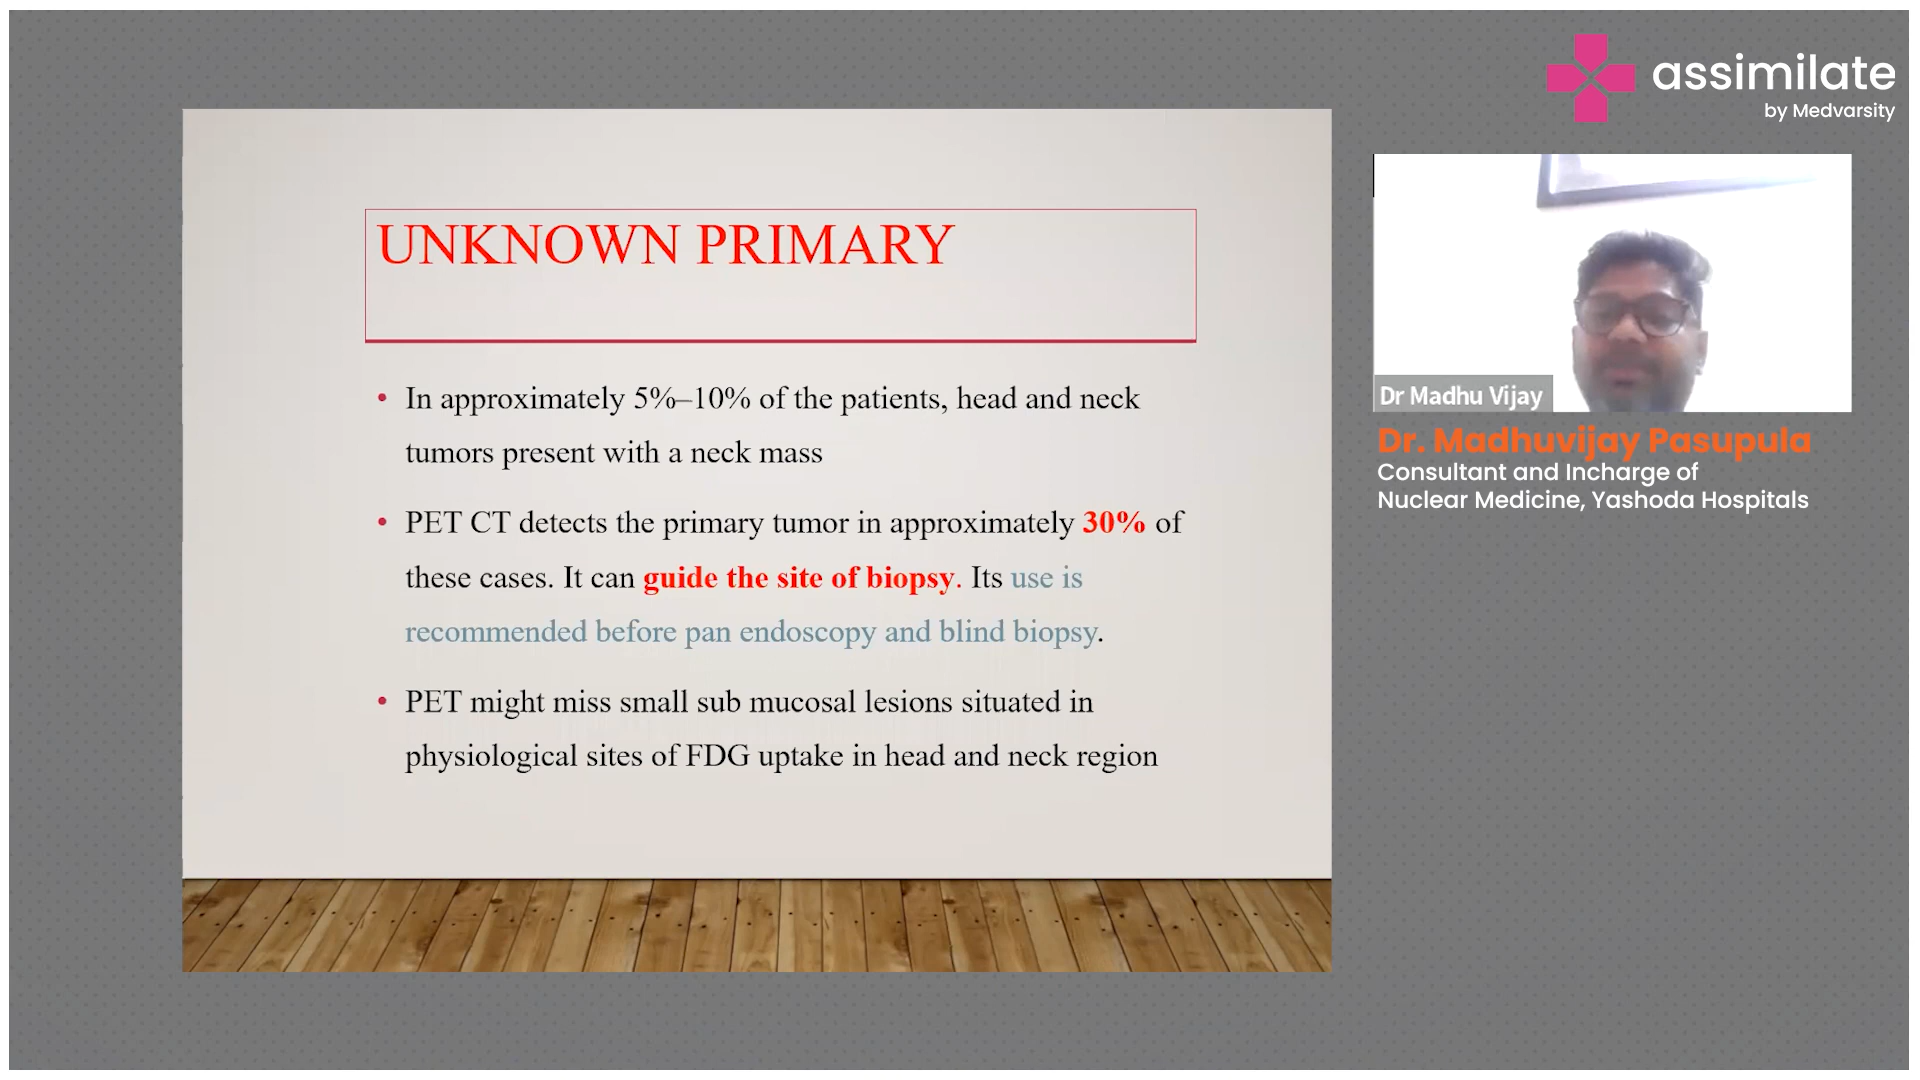 assimilate
by Medvarsity
UNKNOWN PRIMARY
• In approximately 5%–10% of the patients, head and neck
tumors present with a neck mass
• PET CT detects the primary tumor in approximately 30% of
these cases. It can guide the site of biopsy. Its use is
recommended before pan endoscopy and blind biopsy.
• PET might miss small sub mucosal lesions situated in
physiological sites of FDG uptake in head and neck region
Dr Madhu Vijay
Dr. Madhuvijay Pasupula
Consultant and Incharge of
Nuclear Medicine, Yashoda Hospitals